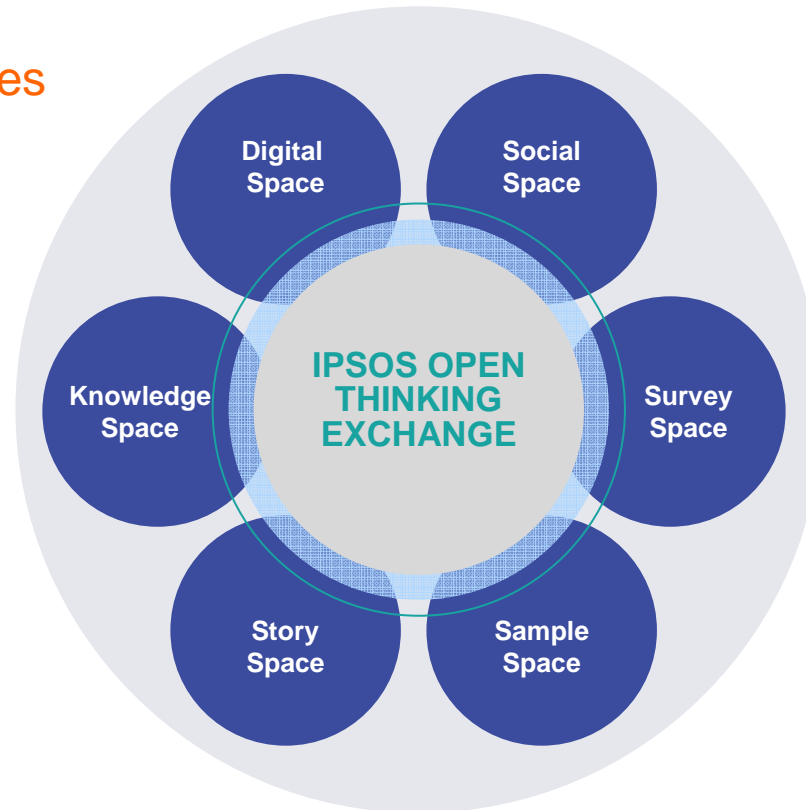 es
Digital
Space
Social
Space
IPSOS OPEN
THINKING
EXCHANGE
Knowledge
Space
Survey
Space
Story
Space
Sample
Space